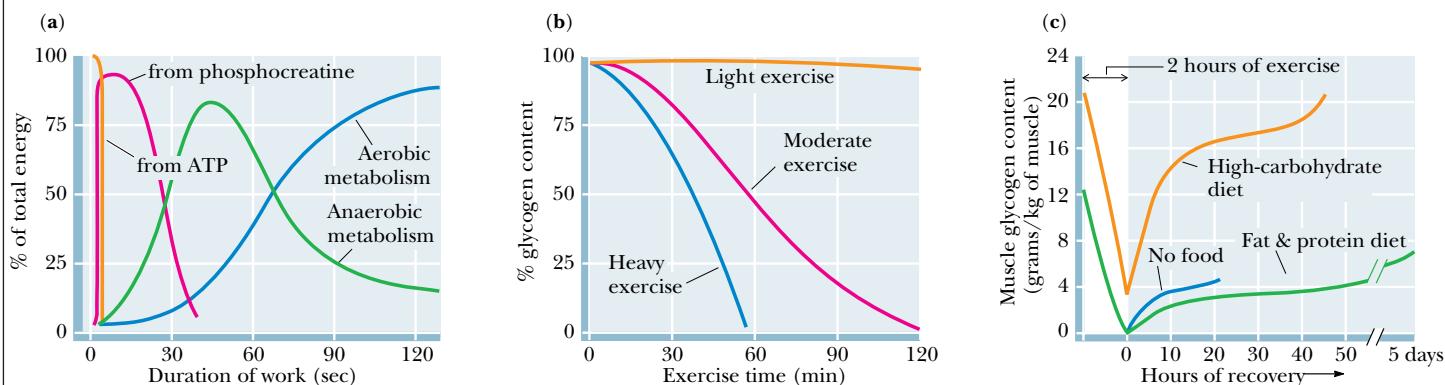 (a)
% of total energy
100
75
50
25
0
from phosphocreatine
from ATP
Aerobic
metabolism
Anaerobic
metabolism
0 30 60 90 120
Duration of work (sec)
(b)
% glycogen content
100
75
50
25
0
Light exercise
Moderate
exercise
Heavy
exercise
0 30 60 90 120
Exercise time (min)
(c)
Muscle glycogen content
(grams/kg of muscle)
24
20
16
12
8
4
0
2 hours of exercise
High-carbohydrate
diet
Fat & protein diet
No food
0 10 20 30 40 50 5 days
Hours of recovery